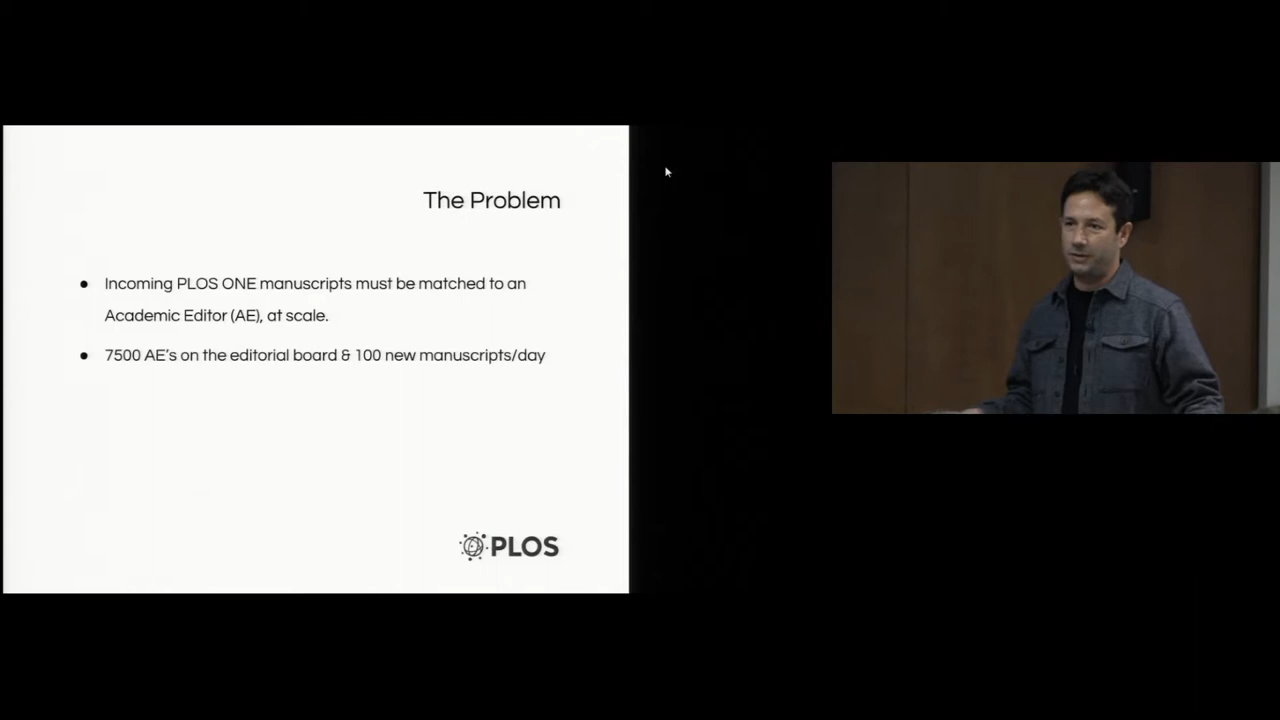 The Problem
● Incoming PLOS ONE manuscripts must be matched to an
Academic Editor (AE), at scale.
● 7500 AE's on the editorial board & 100 new manuscripts/day
PLOS